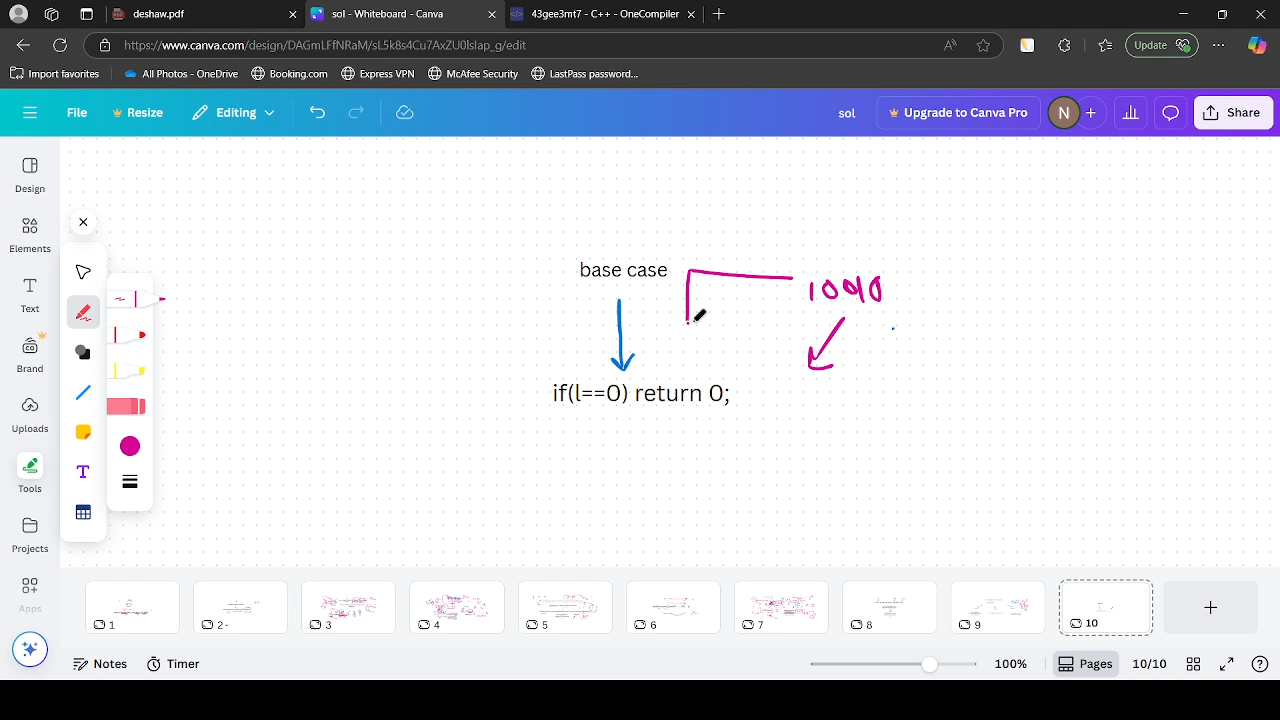 deshaw.pdf
sol - Whiteboard - Canva
43gee3mt7 - C++ - OneCompiler
https://www.canva.com/design/DAGmLFfNRaM/sL5k8s4Cu7AxZU0lslap_g/edit
Update
Import favorites
All Photos - OneDrive
Booking.com
Express VPN
McAfee Security
LastPass password...
File
Resize
Editing
sol
Upgrade to Canva Pro
N
Share
Design
Elements
Text
Brand
Uploads
Tools
Projects
Apps
base case
if(l==0) return 0;
1
2
3
4
5
6
7
8
9
10
Notes
Timer
100%
Pages
10/10